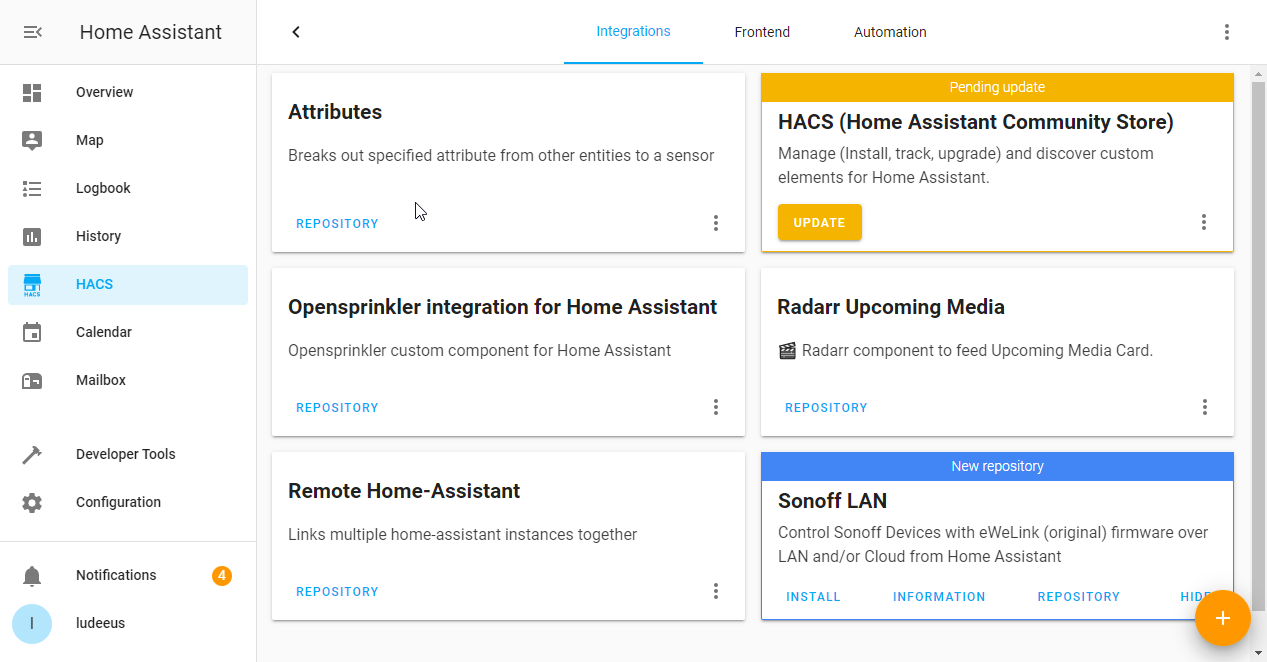 Home Assistant
Overview
Map
Logbook
History
HACS
HACS
Calendar
Mailbox
Developer Tools
Configuration
Notifications
4
l
ludeeus
Integrations
Frontend
Automation
Attributes
Breaks out specified attribute from other entities to a sensor
REPOSITORY
Pending update
HACS (Home Assistant Community Store)
Manage (Install, track, upgrade) and discover custom
elements for Home Assistant.
UPDATE
Opensprinkler integration for Home Assistant
Opensprinkler custom component for Home Assistant
REPOSITORY
Radarr Upcoming Media
🎬 Radarr component to feed Upcoming Media Card.
REPOSITORY
Remote Home-Assistant
Links multiple home-assistant instances together
REPOSITORY
New repository
Sonoff LAN
Control Sonoff Devices with eWeLink (original) firmware over
LAN and/or Cloud from Home Assistant
INSTALL INFORMATION REPOSITORY HIDE